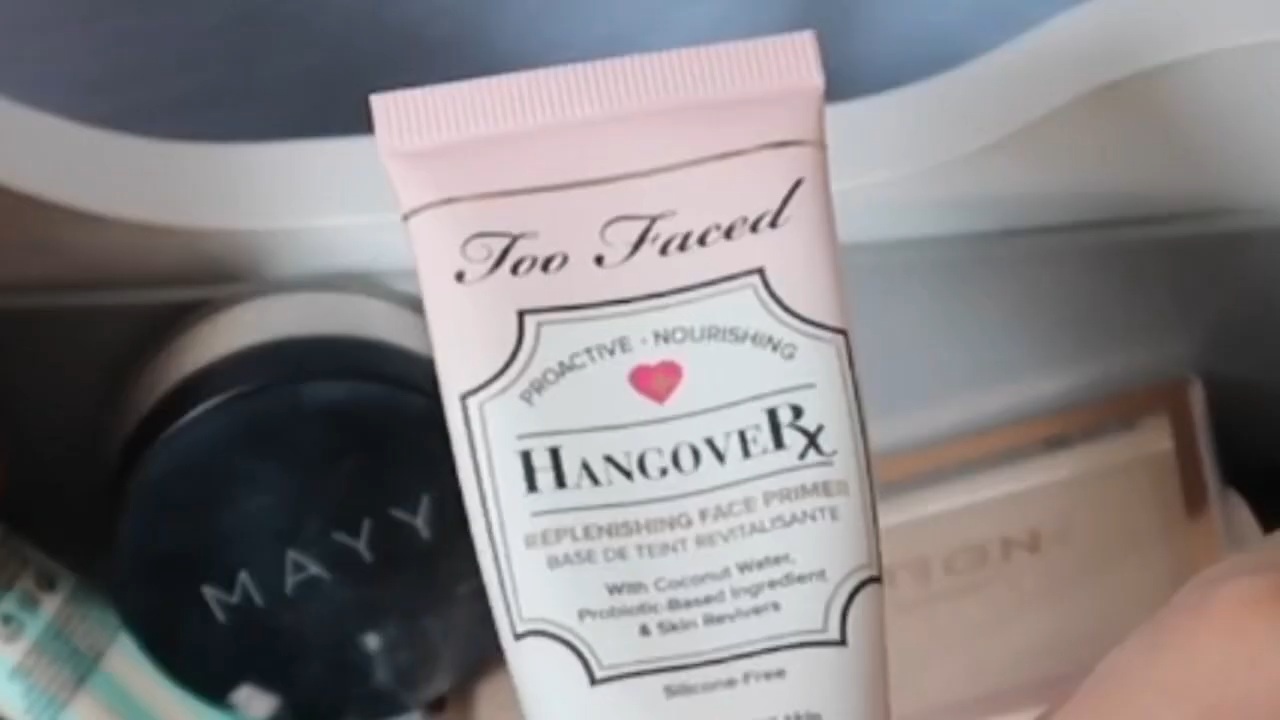 Too Faced
PROACTIVE • NOURISHING
HANGOVERx
REPLENISHING FACE PRIMER
BASE DE TEINT REVITALISANTE
With Coconut Water,
Probiotic-Based Ingredient
& Skin Revivers
Silicone-Free
skin
MAYY